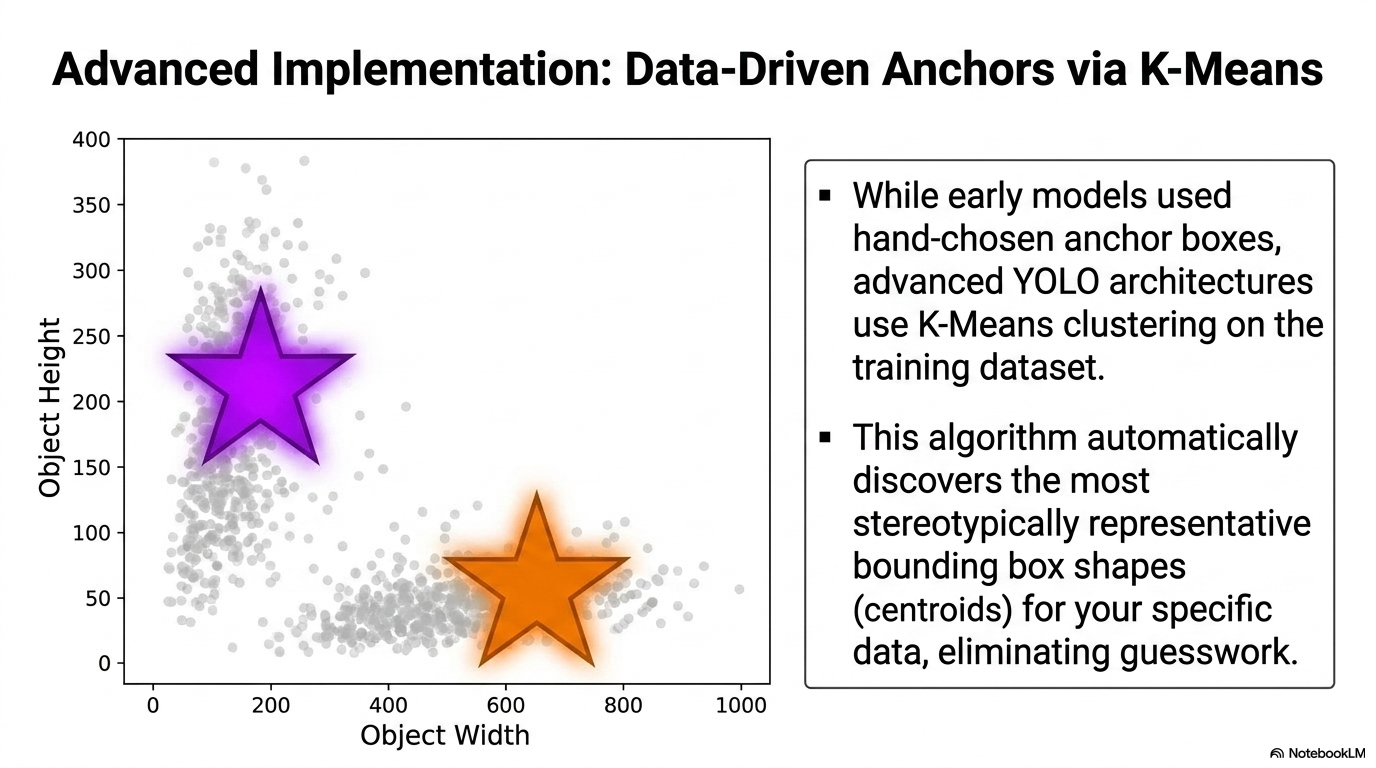 Advanced Implementation: Data-Driven Anchors via K-Means
400
350
300
250
200
150
100
50
0
Object Height
0 200 400 600 800 1000
Object Width
▪ While early models used
hand-chosen anchor boxes,
advanced YOLO architectures
use K-Means clustering on the
training dataset.
▪ This algorithm automatically
discovers the most
stereotypically representative
bounding box shapes
(centroids) for your specific
data, eliminating guesswork.
NotebookLM